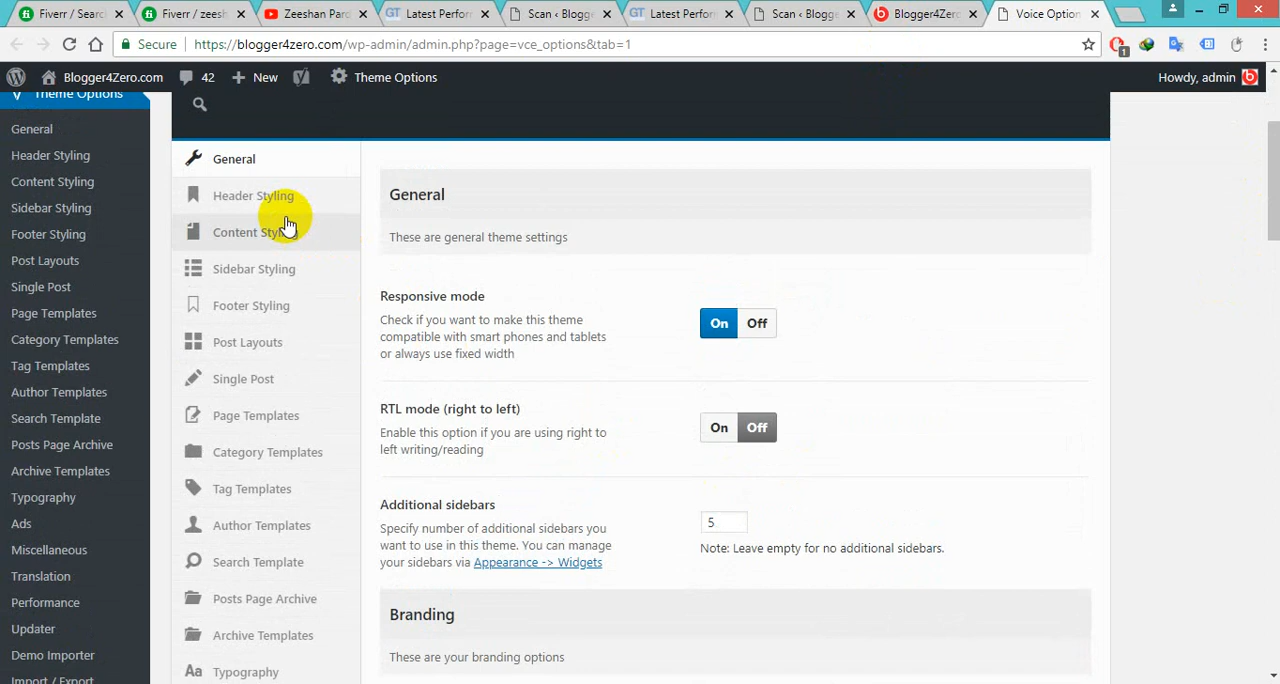 Fiverr / Searc
Fiverr / zeesh
Zeeshan Par
GT Latest Perfor
Scan ‹ Blogge
GT Latest Perfor
Scan ‹ Blogg
Blogger4Zero
Voice Option
Secure https://blogger4zero.com/wp-admin/admin.php?page=vce_options&tab=1
1
Blogger4Zero.com 42 New Theme Options Howdy, admin
Theme Options
General
Header Styling
Content Styling
Sidebar Styling
Footer Styling
Post Layouts
Single Post
Page Templates
Category Templates
Tag Templates
Author Templates
Search Template
Posts Page Archive
Archive Templates
Typography
Ads
Miscellaneous
Translation
Performance
Updater
Demo Importer
Import / Export
General
Header Styling
Content Styling
Sidebar Styling
Footer Styling
Post Layouts
Single Post
Page Templates
Category Templates
Tag Templates
Author Templates
Search Template
Posts Page Archive
Archive Templates
Aa Typography
General
These are general theme settings
Responsive mode
Check if you want to make this theme
compatible with smart phones and tablets
or always use fixed width
On Off
RTL mode (right to left)
Enable this option if you are using right to
left writing/reading
On Off
Additional sidebars
Specify number of additional sidebars you
want to use in this theme. You can manage
your sidebars via Appearance -> Widgets
5
Note: Leave empty for no additional sidebars.
Branding
These are your branding options